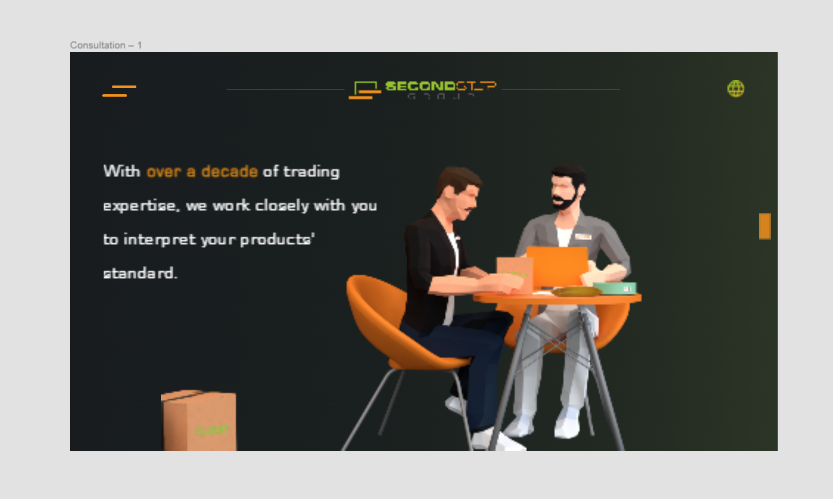 Consultation – 1
SECONDSTEP
GROUP
With over a decade of trading
expertise, we work closely with you
to interpret your products'
standard.